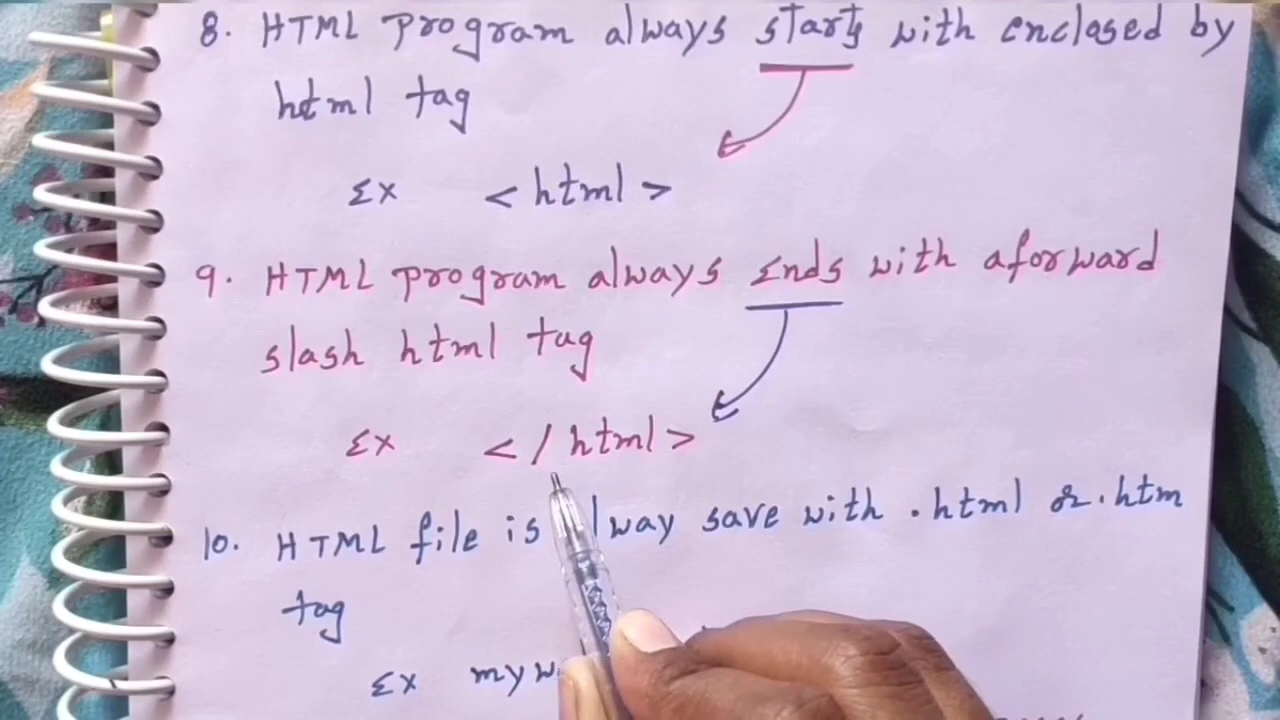 8. HTML program always starts with enclosed by
html tag
Ex <html>
9. HTML program always Ends with aforward
slash html tag
Ex </html>
10. HTML file is lway save with .html or .htm
tag
Ex myw